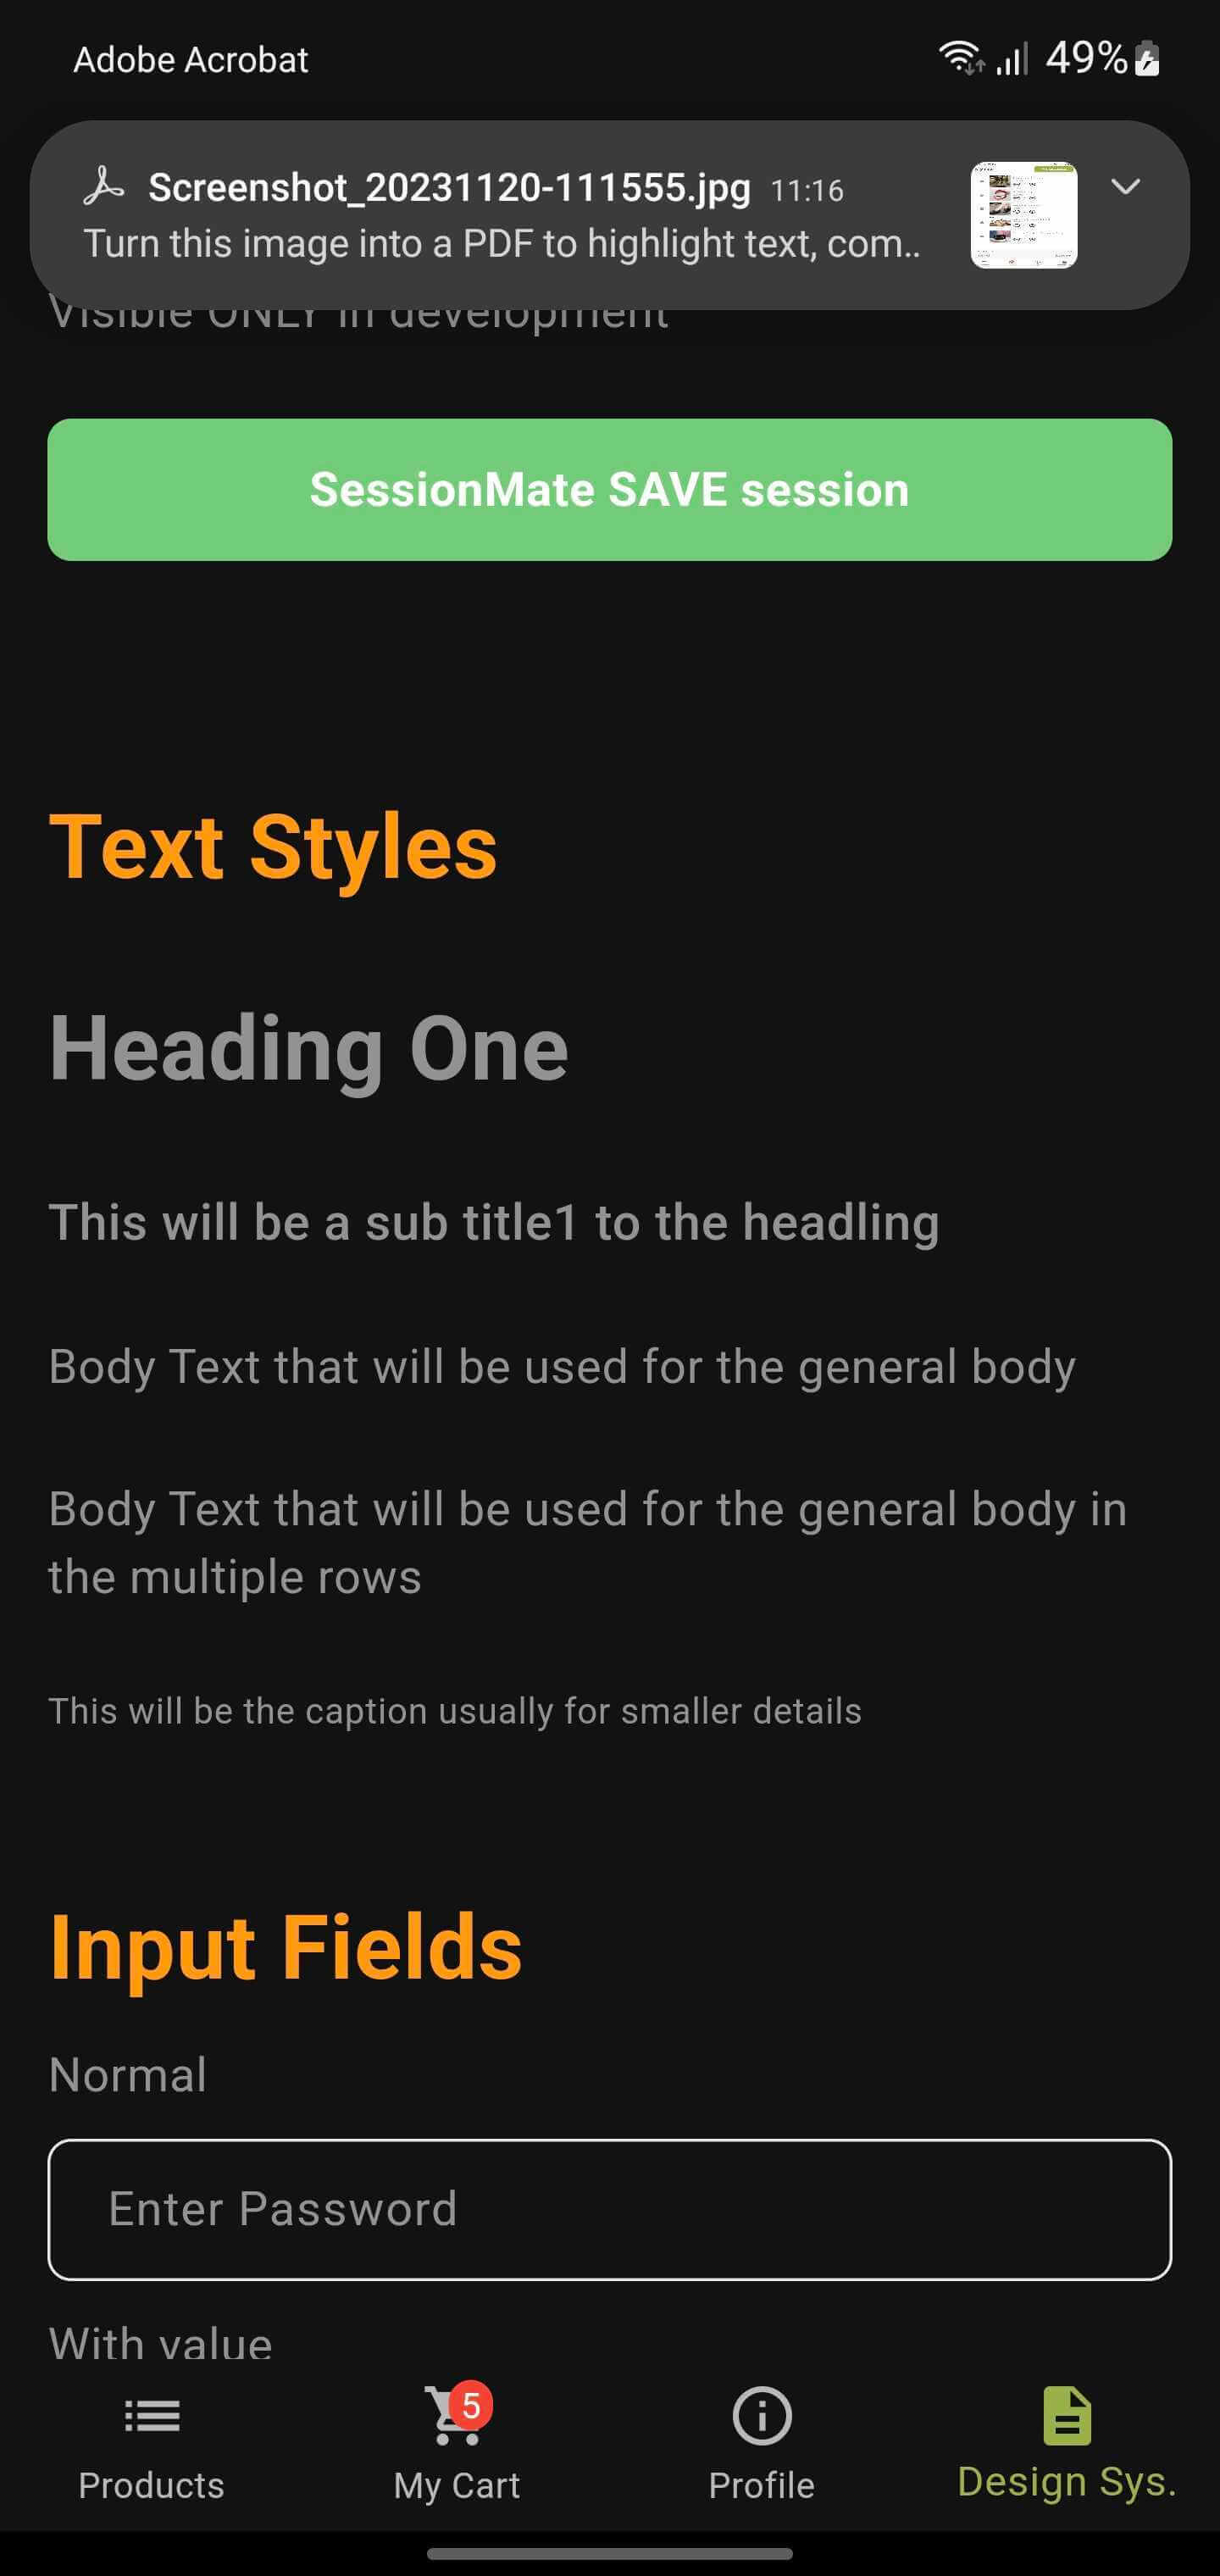 Adobe Acrobat
49%
Screenshot_20231120-111555.jpg 11:16
Turn this image into a PDF to highlight text, com..
Visible ONLY in development
SessionMate SAVE session
Text Styles
Heading One
This will be a sub title1 to the headling
Body Text that will be used for the general body
Body Text that will be used for the general body in
the multiple rows
This will be the caption usually for smaller details
Input Fields
Normal
Enter Password
With value
5
Products
My Cart
Profile
Design Sys.